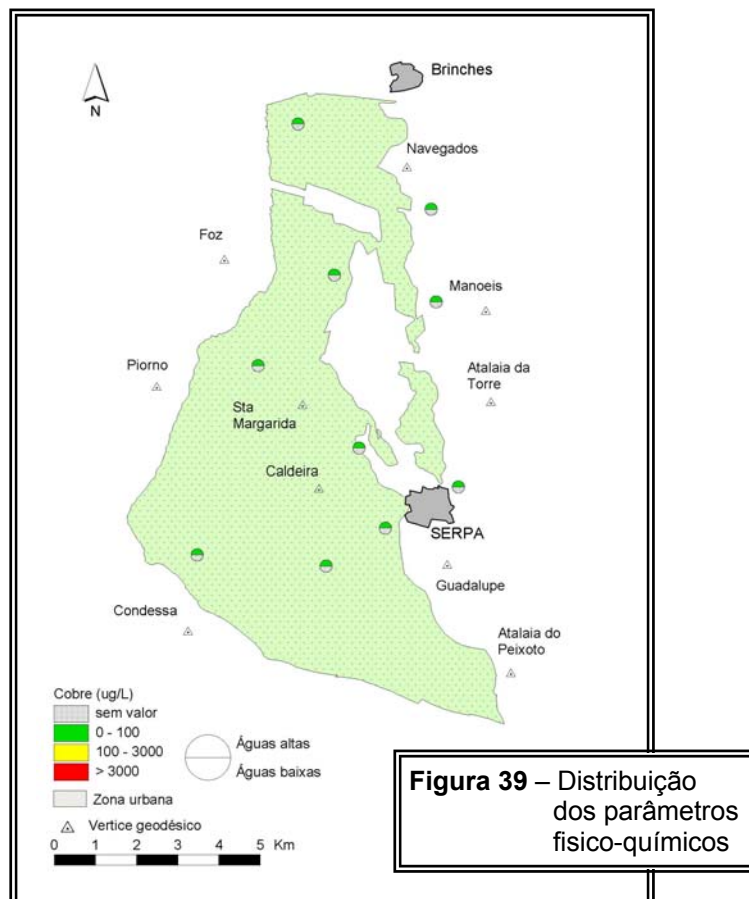 Brinches
N
Navegados
Foz
Manoeis
Piorno
Atalaia da
Torre
Sta
Margarida
Caldeira
SERPA
Guadalupe
Condessa
Atalaia do
Peixoto
Cobre (ug/L)
sem valor
0 - 100
100 - 3000
> 3000
Águas altas
Águas baixas
Zona urbana
Vertice geodésico
0 1 2 3 4 5 Km
Figura 39 – Distribuição
dos parâmetros
fisico-químicos